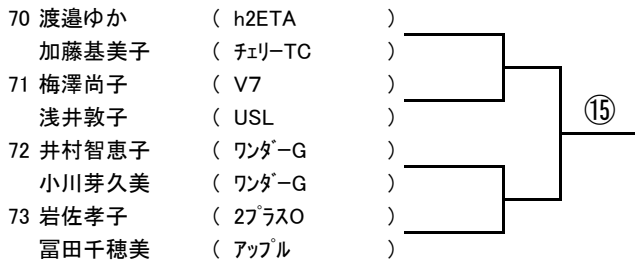 70 渡邉ゆか ( h2ETA )
加藤基美子 ( ﾁｪﾘｰTC )
71 梅澤尚子 ( V7 )
浅井敦子 ( USL )
⑮
72 井村智恵子 ( ﾜﾝﾀﾞｰG )
小川芽久美 ( ﾜﾝﾀﾞｰG )
73 岩佐孝子 ( 2ﾌﾟﾗｽO )
冨田千穂美 ( ｱｯﾌﾟﾙ )